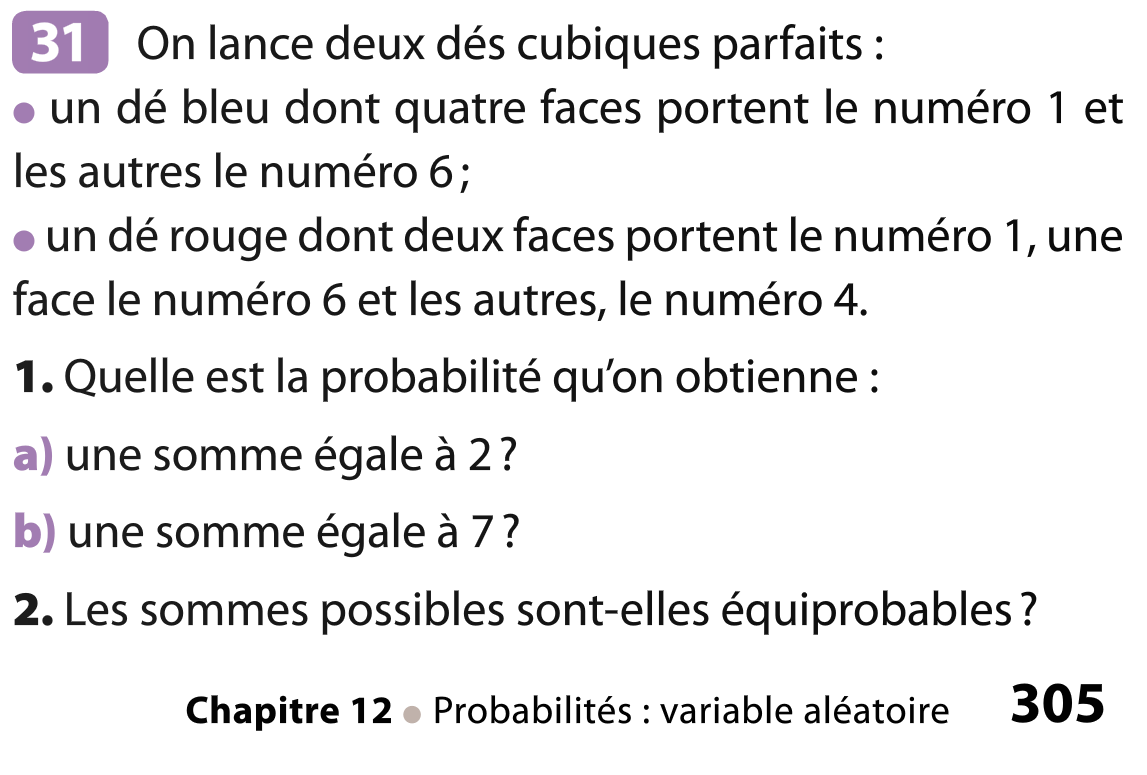 31 On lance deux dés cubiques parfaits :
• un dé bleu dont quatre faces portent le numéro 1 et
les autres le numéro 6 ;
• un dé rouge dont deux faces portent le numéro 1, une
face le numéro 6 et les autres, le numéro 4.
1. Quelle est la probabilité qu’on obtienne :
a) une somme égale à 2 ?
b) une somme égale à 7 ?
2. Les sommes possibles sont-elles équiprobables ?
Chapitre 12 • Probabilités : variable aléatoire 305